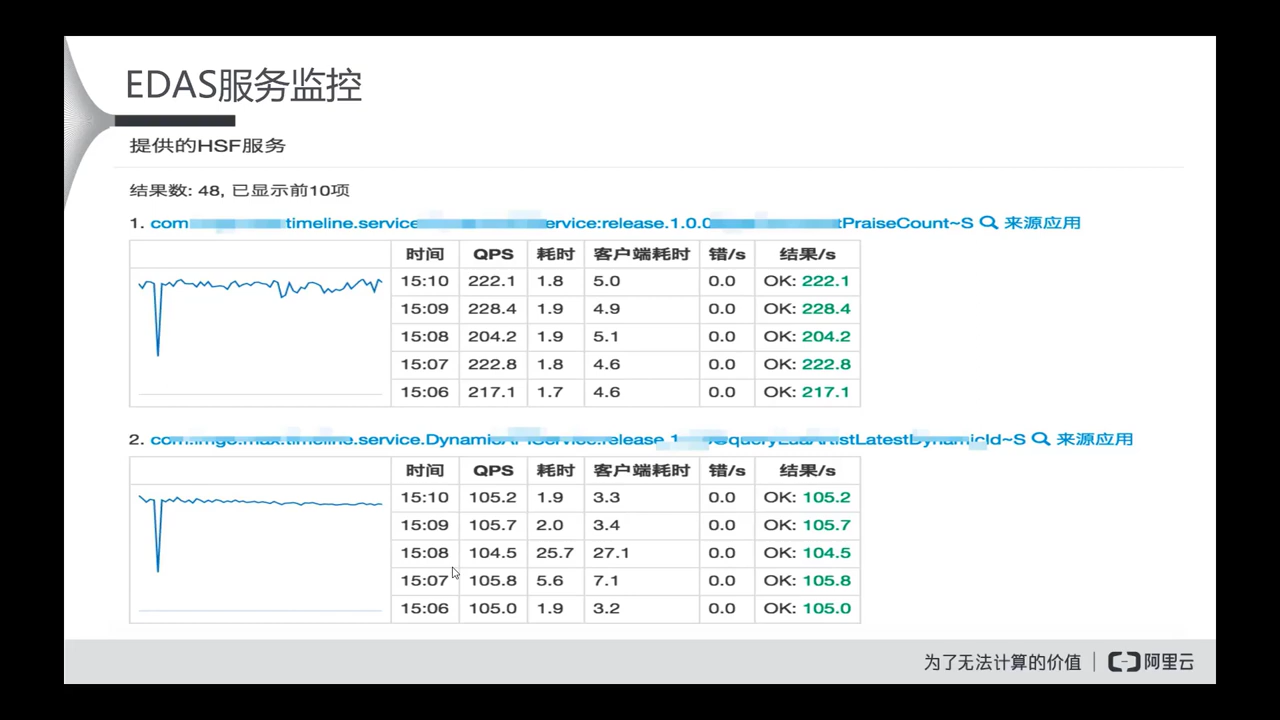 EDAS服务监控
提供的HSF服务
结果数: 48, 已显示前10项
1. com timeline.service ervice:release.1.0.0 tPraiseCount~S 来源应用
时间 QPS 耗时 客户端耗时 错/s 结果/s
15:10 222.1 1.8 5.0 0.0 OK: 222.1
15:09 228.4 1.9 4.9 0.0 OK: 228.4
15:08 204.2 1.9 5.1 0.0 OK: 204.2
15:07 222.8 1.8 4.6 0.0 OK: 222.8
15:06 217.1 1.7 4.6 0.0 OK: 217.1
2. timeline.service. release 来源应用
时间 QPS 耗时 客户端耗时 错/s 结果/s
15:10 105.2 1.9 3.3 0.0 OK: 105.2
15:09 105.7 2.0 3.4 0.0 OK: 105.7
15:08 104.5 25.7 27.1 0.0 OK: 104.5
15:07 105.8 5.6 7.1 0.0 OK: 105.8
15:06 105.0 1.9 3.2 0.0 OK: 105.0
为了无法计算的价值 阿里云